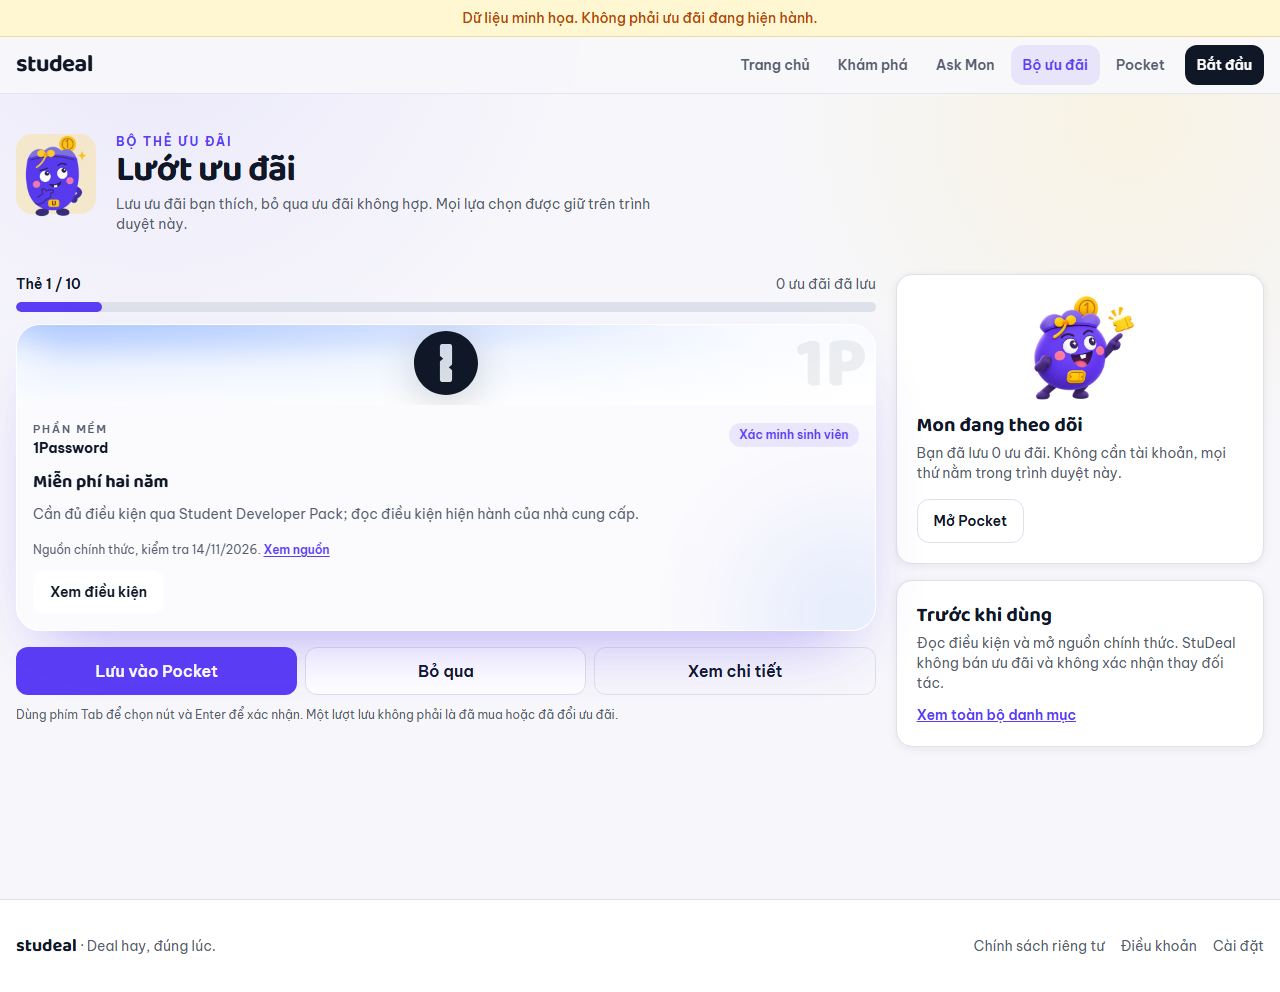 Dữ liệu minh họa. Không phải ưu đãi đang hiện hành.
studeal
Trang chủ
Khám phá
Ask Mon
Bộ ưu đãi
Pocket
Bắt đầu
BỘ THẺ ƯU ĐÃI
Lướt ưu đãi
Lưu ưu đãi bạn thích, bỏ qua ưu đãi không hợp. Mọi lựa chọn được giữ trên trình
duyệt này.
Thẻ 1 / 10
0 ưu đãi đã lưu
1P
PHẦN MỀM
1Password
Xác minh sinh viên
Miễn phí hai năm
Cần đủ điều kiện qua Student Developer Pack; đọc điều kiện hiện hành của nhà cung cấp.
Nguồn chính thức, kiểm tra 14/11/2026. Xem nguồn
Xem điều kiện
Lưu vào Pocket
Bỏ qua
Xem chi tiết
Dùng phím Tab để chọn nút và Enter để xác nhận. Một lượt lưu không phải là đã mua hoặc đã đổi ưu đãi.
Mon đang theo dõi
Bạn đã lưu 0 ưu đãi. Không cần tài khoản, mọi
thứ nằm trong trình duyệt này.
Mở Pocket
Trước khi dùng
Đọc điều kiện và mở nguồn chính thức. StuDeal
không bán ưu đãi và không xác nhận thay đối
tác.
Xem toàn bộ danh mục
studeal · Deal hay, đúng lúc.
Chính sách riêng tư
Điều khoản
Cài đặt